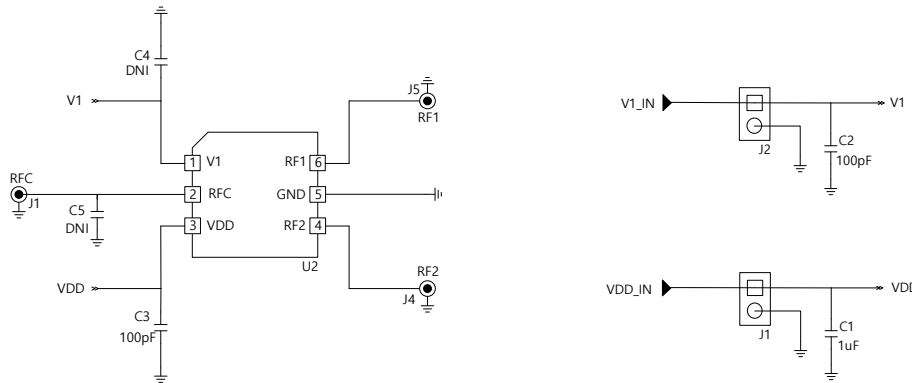 C4
DNI
V1
J5
RF1
V1_IN
V1
J2
C2
100pF
1 V1
RF1 6
RFC
J1
2 RFC
GND 5
C5
DNI
3 VDD
RF2 4
U2
VDD
RF2
J4
C3
100pF
VDD_IN
VDD
J1
C1
1uF